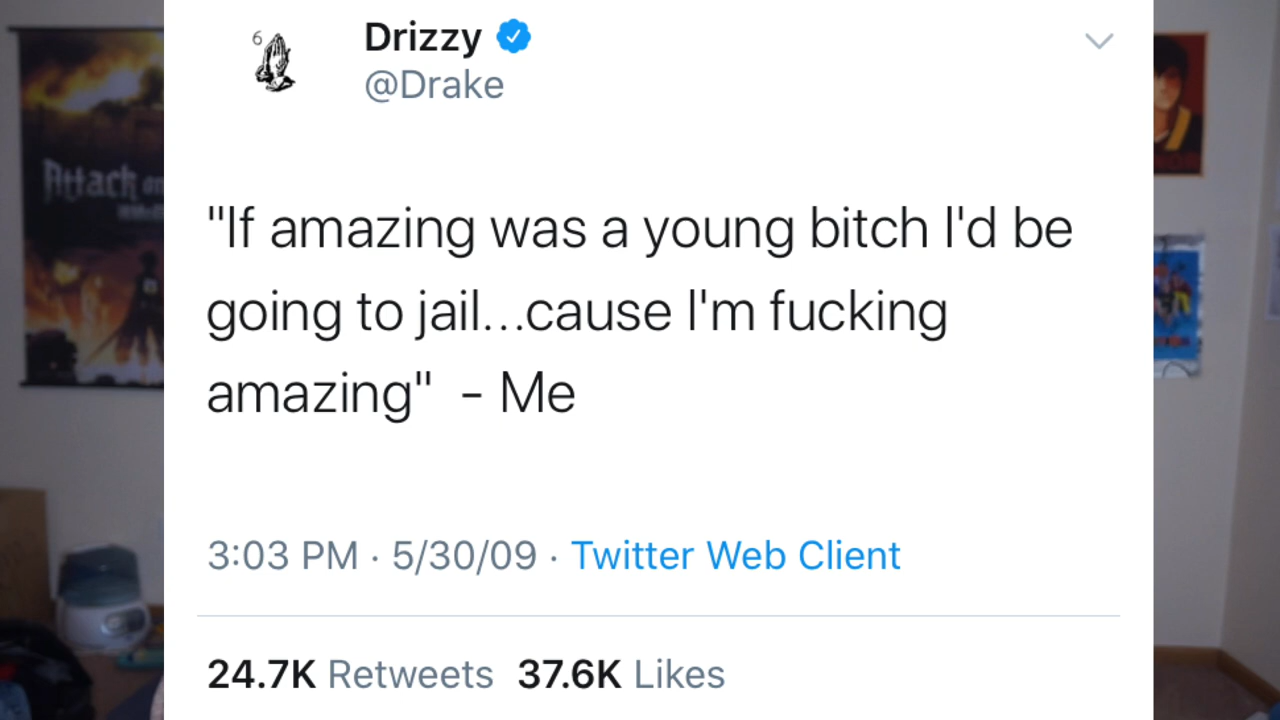 6
Drizzy
@Drake
"If amazing was a young bitch I'd be
going to jail...cause I'm fucking
amazing"  - Me
3:03 PM · 5/30/09 · Twitter Web Client
24.7K Retweets  37.6K Likes
Attack on